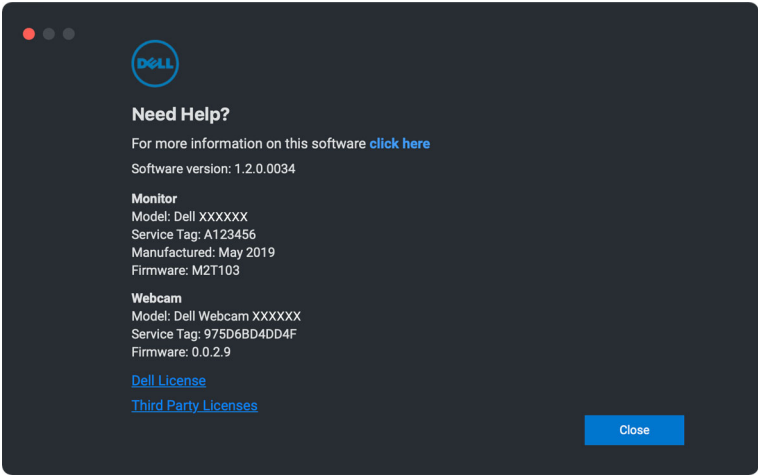 DELL
Need Help?
For more information on this software click here
Software version: 1.2.0.0034
Monitor
Model: Dell XXXXXX
Service Tag: A123456
Manufactured: May 2019
Firmware: M2T103
Webcam
Model: Dell Webcam XXXXXX
Service Tag: 975D6BD4DD4F
Firmware: 0.0.2.9
Dell License
Third Party Licenses
Close